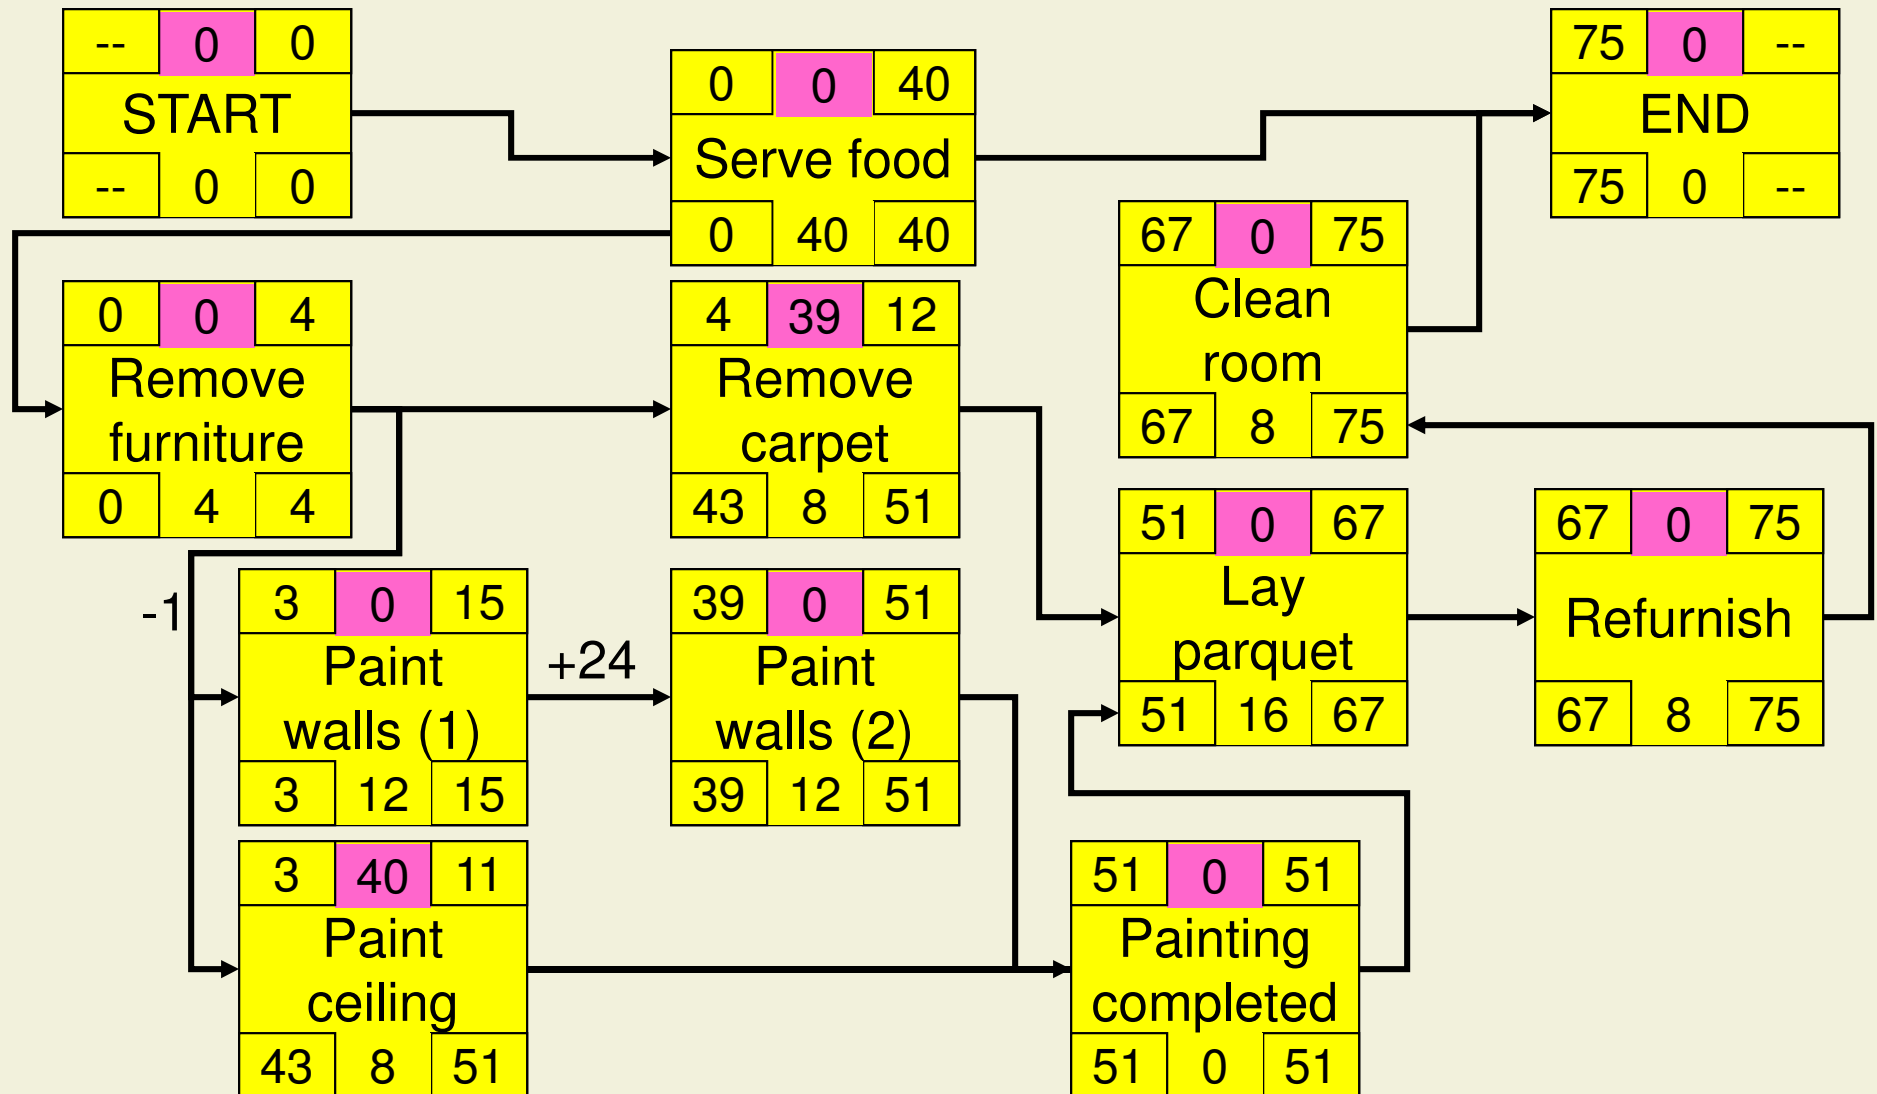 -- 0 0
START
-- 0 0
0 0 40
Serve food
0 40 40
75 0 --
END
75 0 --
67 0 75
Clean
room
67 8 75
0 0 4
Remove
furniture
0 4 4
4 39 12
Remove
carpet
43 8 51
51 0 67
Lay
parquet
51 16 67
67 0 75
Refurnish
67 8 75
-1
3 0 15
Paint
walls (1)
3 12 15
+24
39 0 51
Paint
walls (2)
39 12 51
3 40 11
Paint
ceiling
43 8 51
51 0 51
Painting
completed
51 0 51